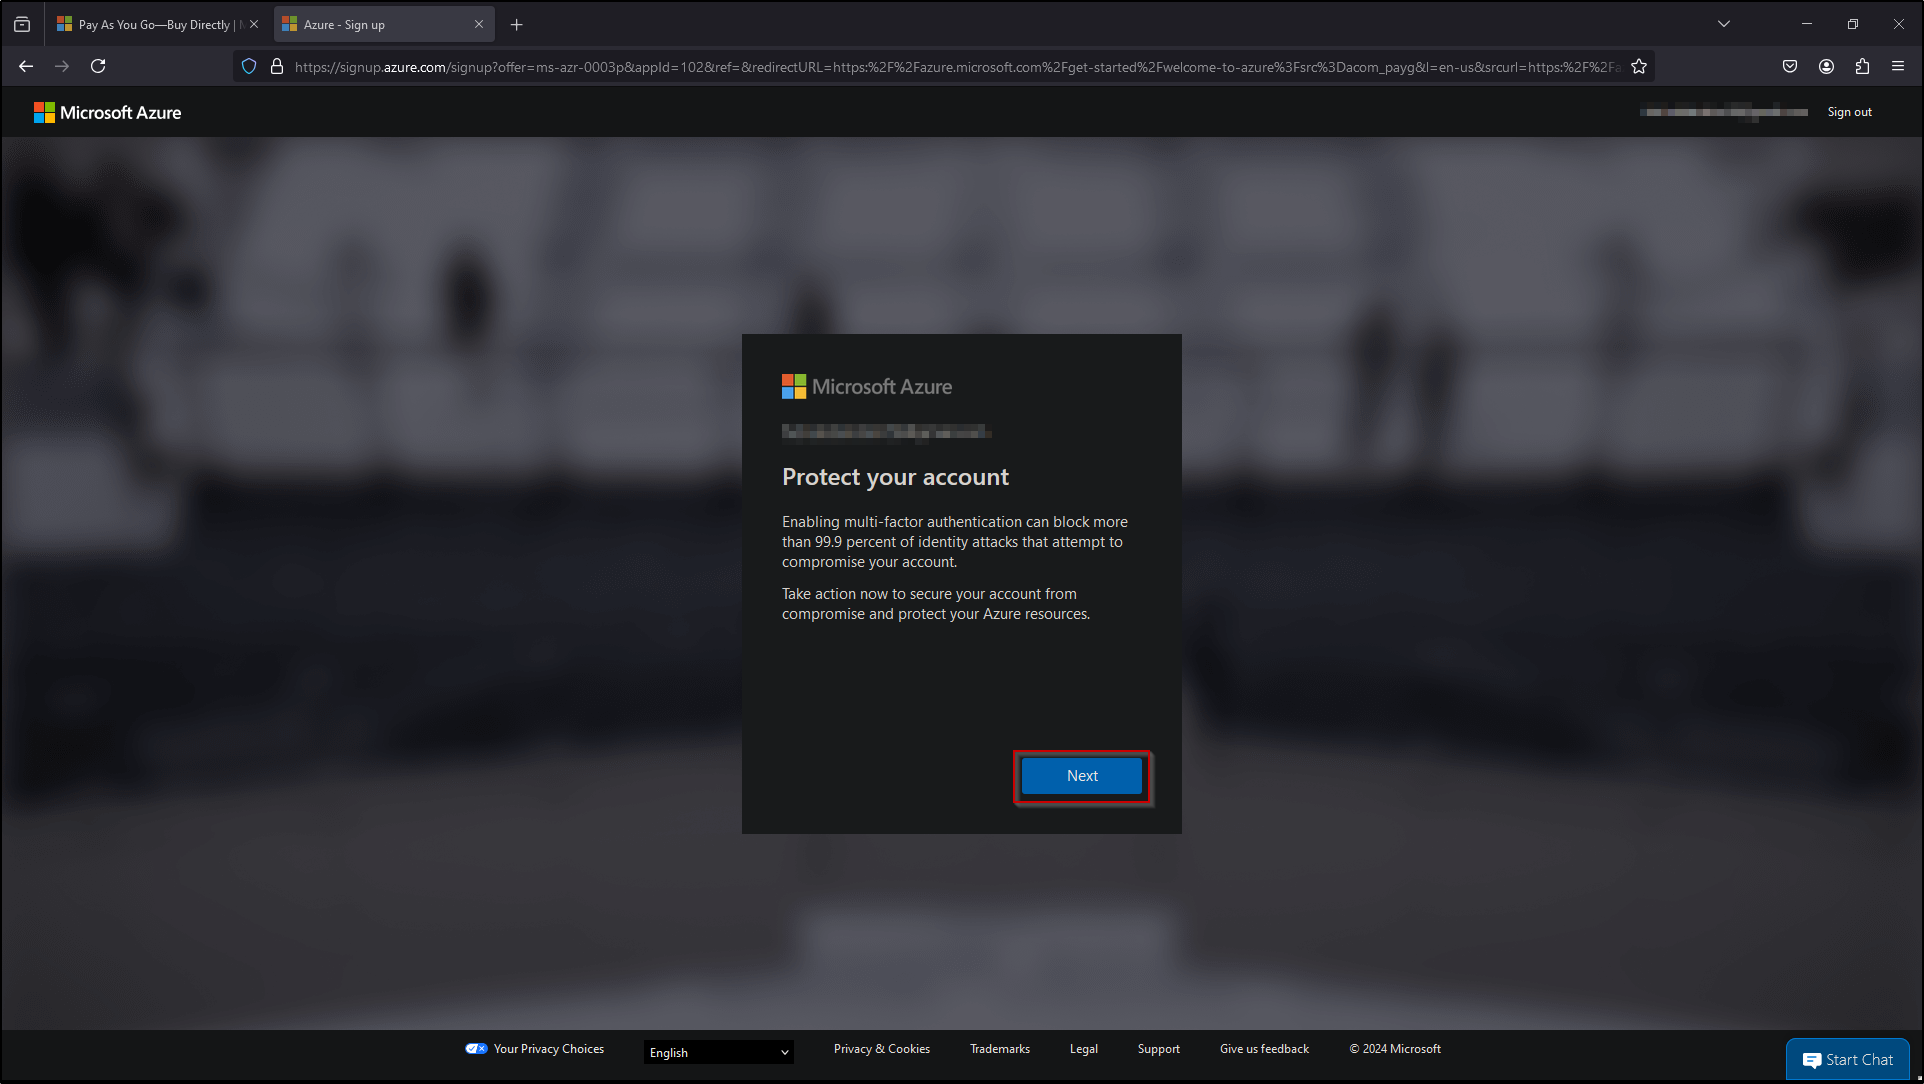 Pay As You Go—Buy Directly |
Azure - Sign up
https://signup.azure.com/signup?offer=ms-azr-0003p&appId=102&ref=&redirectURL=https:%2F%2Fazure.microsoft.com%2Fget-started%2Fwelcome-to-azure%3Fsrc%3Dacom_payg&l=en-us&srcurl=https:%2F%2Fa
Microsoft Azure
Sign out
Microsoft Azure
Protect your account
Enabling multi-factor authentication can block more
than 99.9 percent of identity attacks that attempt to
compromise your account.
Take action now to secure your account from
compromise and protect your Azure resources.
Next
Your Privacy Choices
English
Privacy & Cookies
Trademarks
Legal
Support
Give us feedback
© 2024 Microsoft
Start Chat